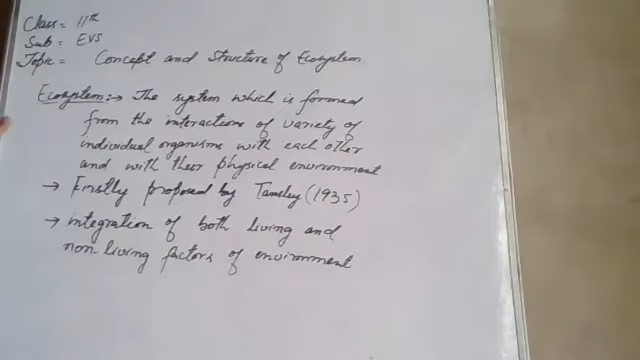 Class = 11th
Sub = EVS
Topic = Concept and Structure of Ecosystem
Ecosystem :→ The system which is formed
from the interactions of variety of
individual organisms with each other
and with their physical environment
→ Firstly proposed by Tansley (1935)
→ integration of both living and
non-living factors of envirnment